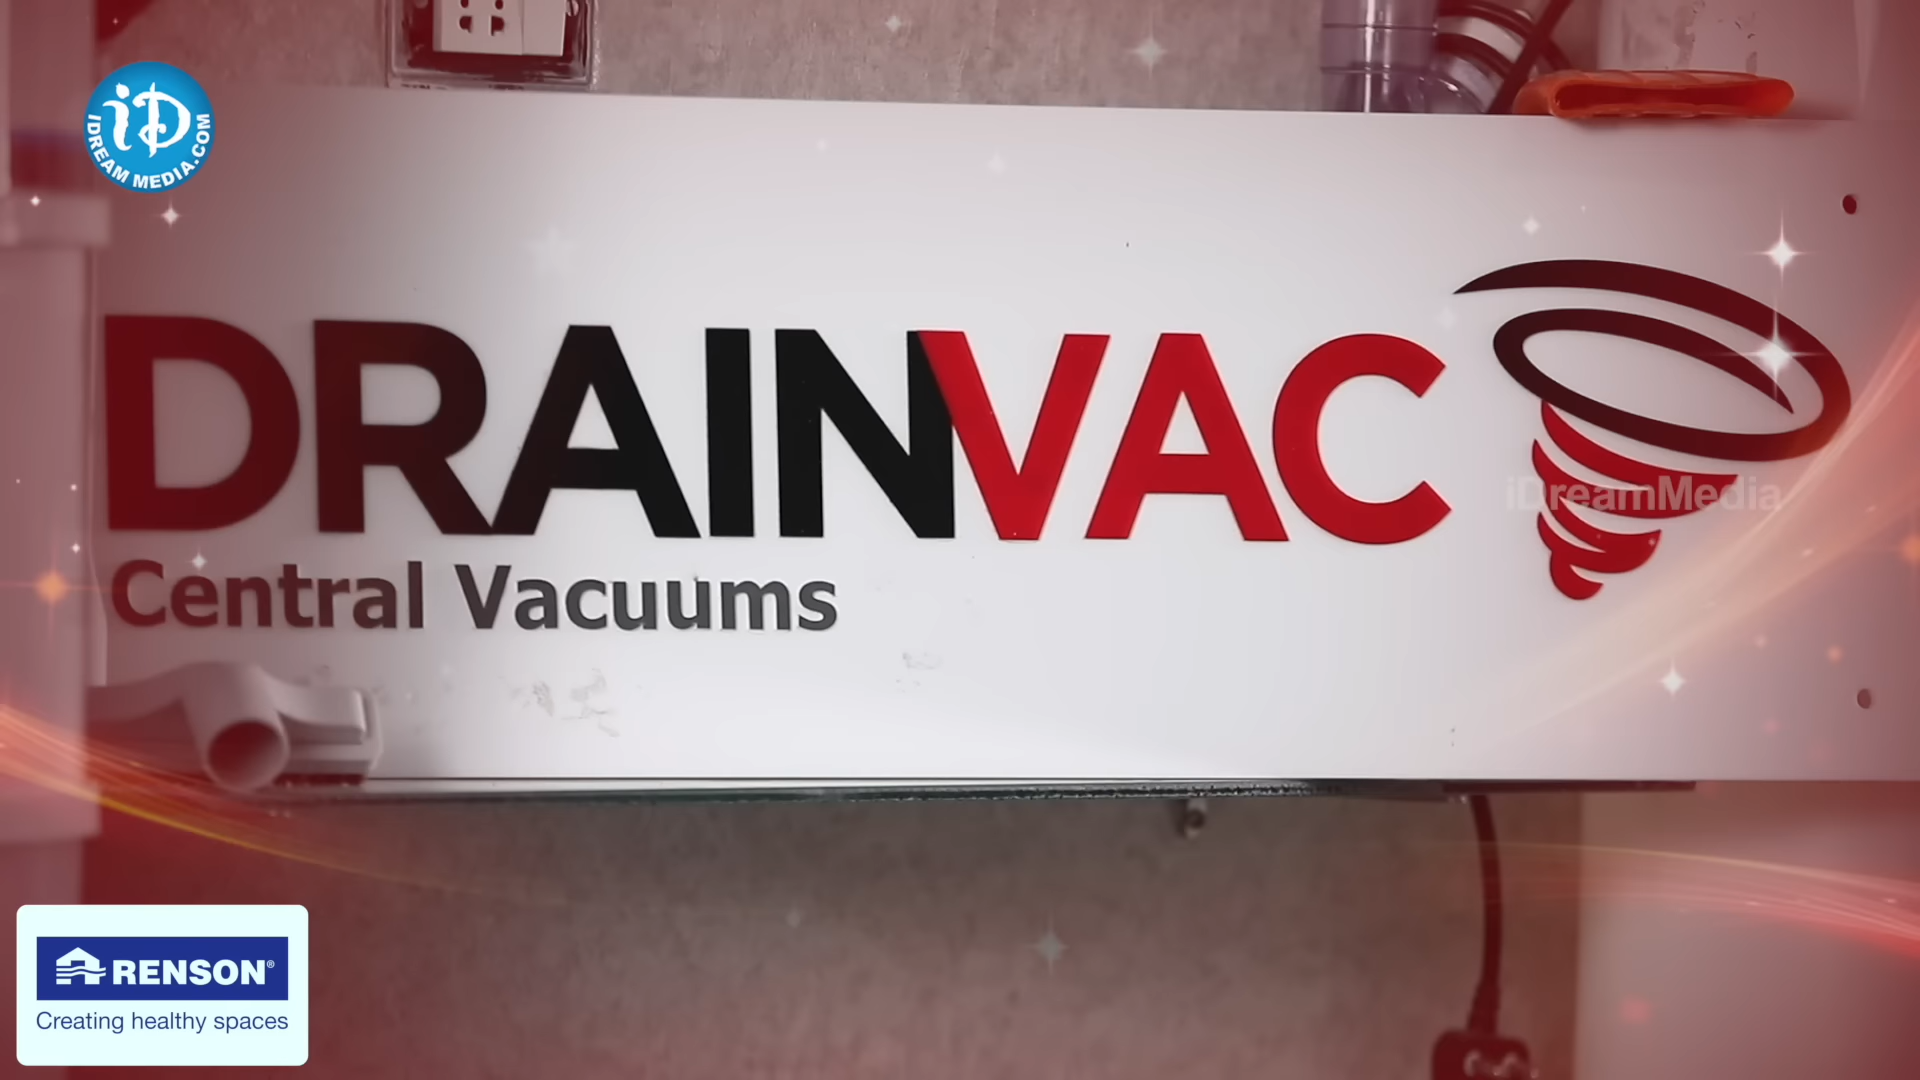 iD
IDREAM MEDIA.COM
DRAINVAC
iDreamMedia
Central Vacuums
RENSON®
Creating healthy spaces